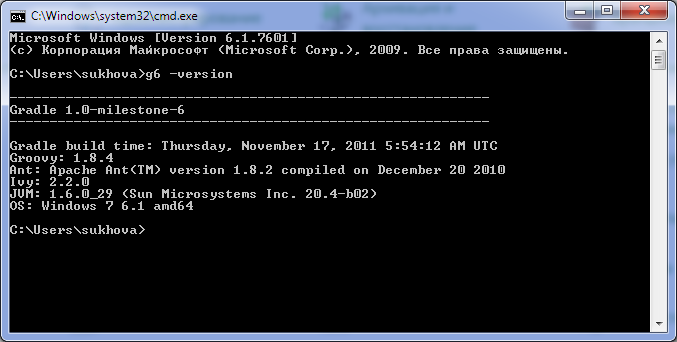 C:\Windows\system32\cmd.exe
Microsoft Windows [Version 6.1.7601]
(c) Корпорация Майкрософт (Microsoft Corp.), 2009. Все права защищены.
C:\Users\sukhova>g6 -version
------------------------------------------------------------
Gradle 1.0-milestone-6
------------------------------------------------------------
Gradle build time: Thursday, November 17, 2011 5:54:12 AM UTC
Groovy: 1.8.4
Ant: Apache Ant(TM) version 1.8.2 compiled on December 20 2010
Ivy: 2.2.0
JVM: 1.6.0_29 (Sun Microsystems Inc. 20.4-b02)
OS: Windows 7 6.1 amd64
C:\Users\sukhova>